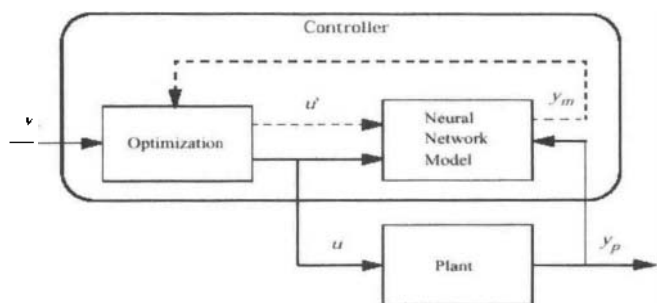 Controller
u'
y_m
Neural
Network
Model
Optimization
u
y_p
Plant